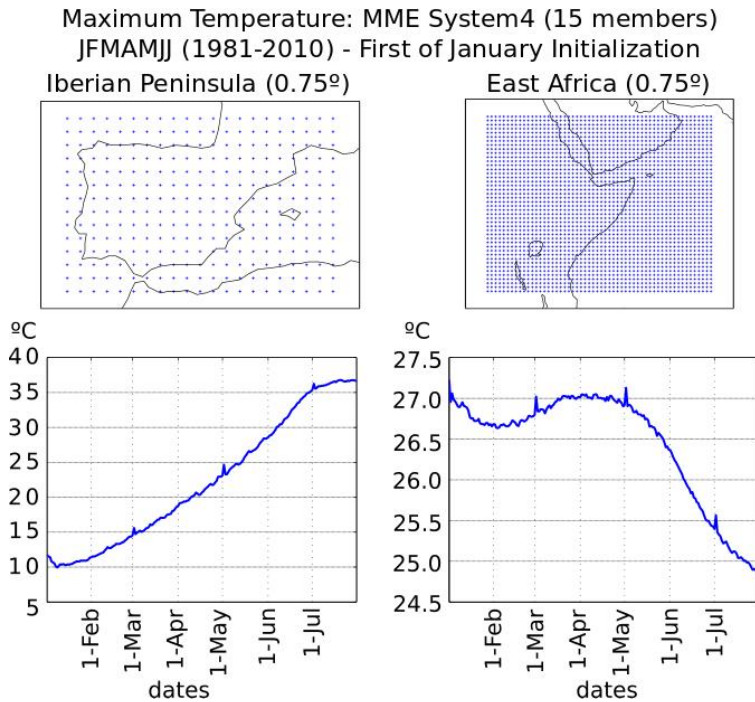 Maximum Temperature: MME System4 (15 members)
JFMAMJJ (1981-2010) - First of January Initialization
Iberian Peninsula (0.75º)
East Africa (0.75º)
ºC
40
35
30
25
20
15
10
5
1-Feb
1-Mar
1-Apr
1-May
1-Jun
1-Jul
dates
ºC
27.5
27.0
26.5
26.0
25.5
25.0
24.5
1-Feb
1-Mar
1-Apr
1-May
1-Jun
1-Jul
dates